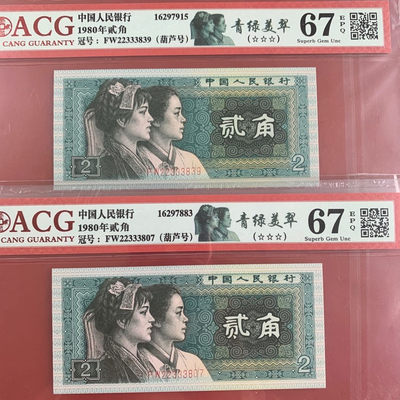 ACG
CANG GUARANTY
中国人民银行 16297915
1980年贰角
冠号：FW22333839（葫芦号）
青绿美翠
（☆☆☆）
67 EPQ
Superb Gem Unc
中国人民银行
贰角
FW22333839
2 2
ACG
CANG GUARANTY
中国人民银行 16297883
1980年贰角
冠号：FW22333807（葫芦号）
青绿美翠
（☆☆☆）
67 EPQ
Superb Gem Unc
中国人民银行
贰角
FW22333807
2 2